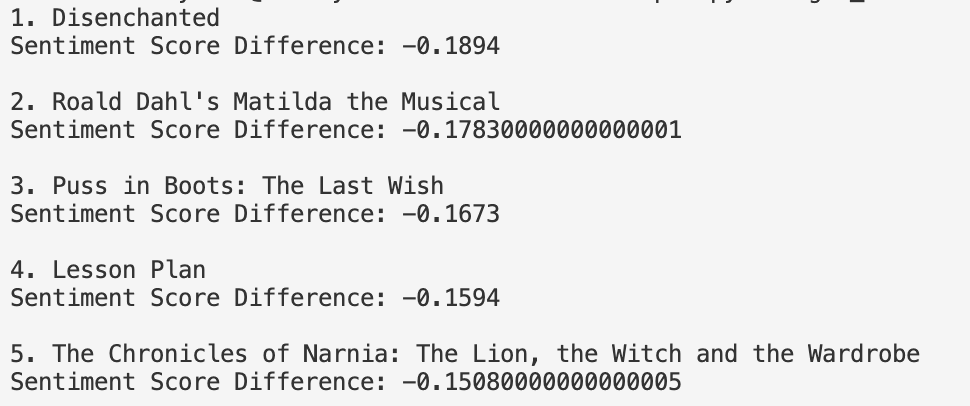 1. Disenchanted
Sentiment Score Difference: -0.1894
2. Roald Dahl's Matilda the Musical
Sentiment Score Difference: -0.17830000000000001
3. Puss in Boots: The Last Wish
Sentiment Score Difference: -0.1673
4. Lesson Plan
Sentiment Score Difference: -0.1594
5. The Chronicles of Narnia: The Lion, the Witch and the Wardrobe
Sentiment Score Difference: -0.15080000000000005